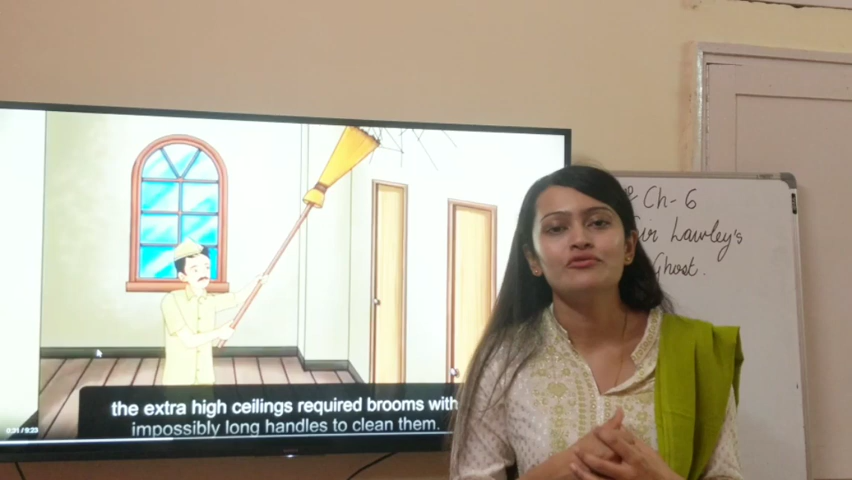 Ch- 6
Sir Lawley's
Ghost.
the extra high ceilings required brooms with
impossibly long handles to clean them.
0:31 / 9:23